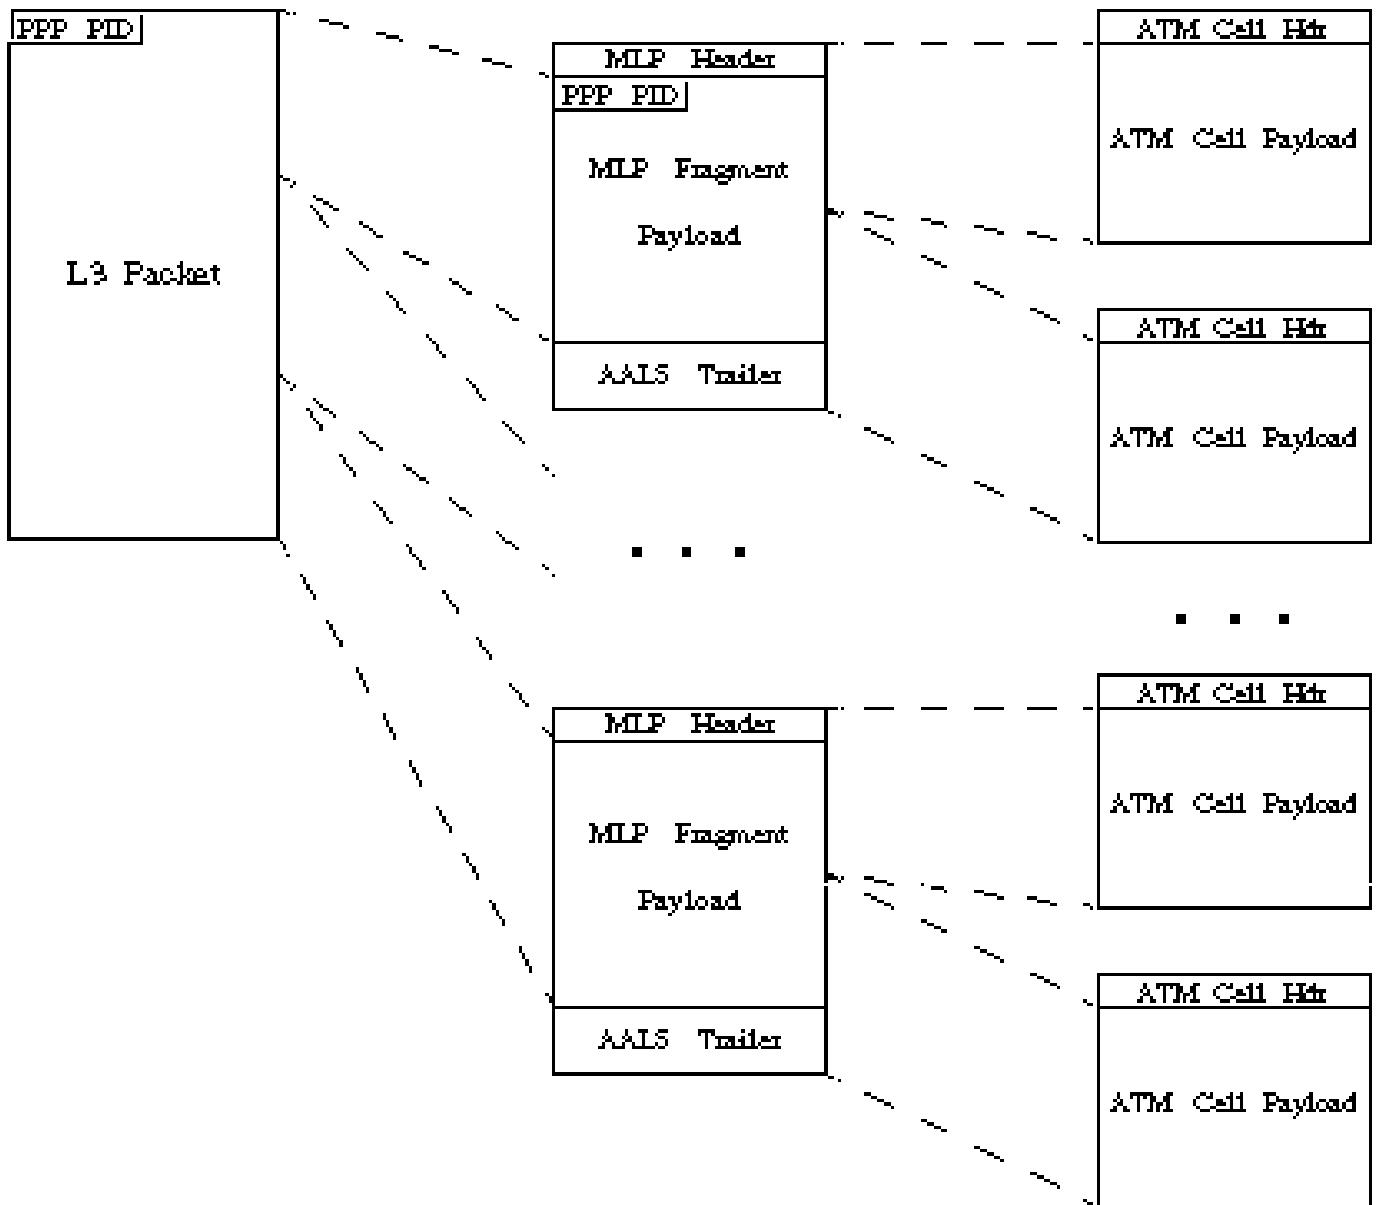 PPP PID
L3 Packet
MLP Header
PPP PID
MLP Fragment
Payload
AAL5 Trailer
. . .
MLP Header
MLP Fragment
Payload
AAL5 Trailer
ATM Cell Hdr
ATM Cell Payload
ATM Cell Hdr
ATM Cell Payload
. . .
ATM Cell Hdr
ATM Cell Payload
ATM Cell Hdr
ATM Cell Payload